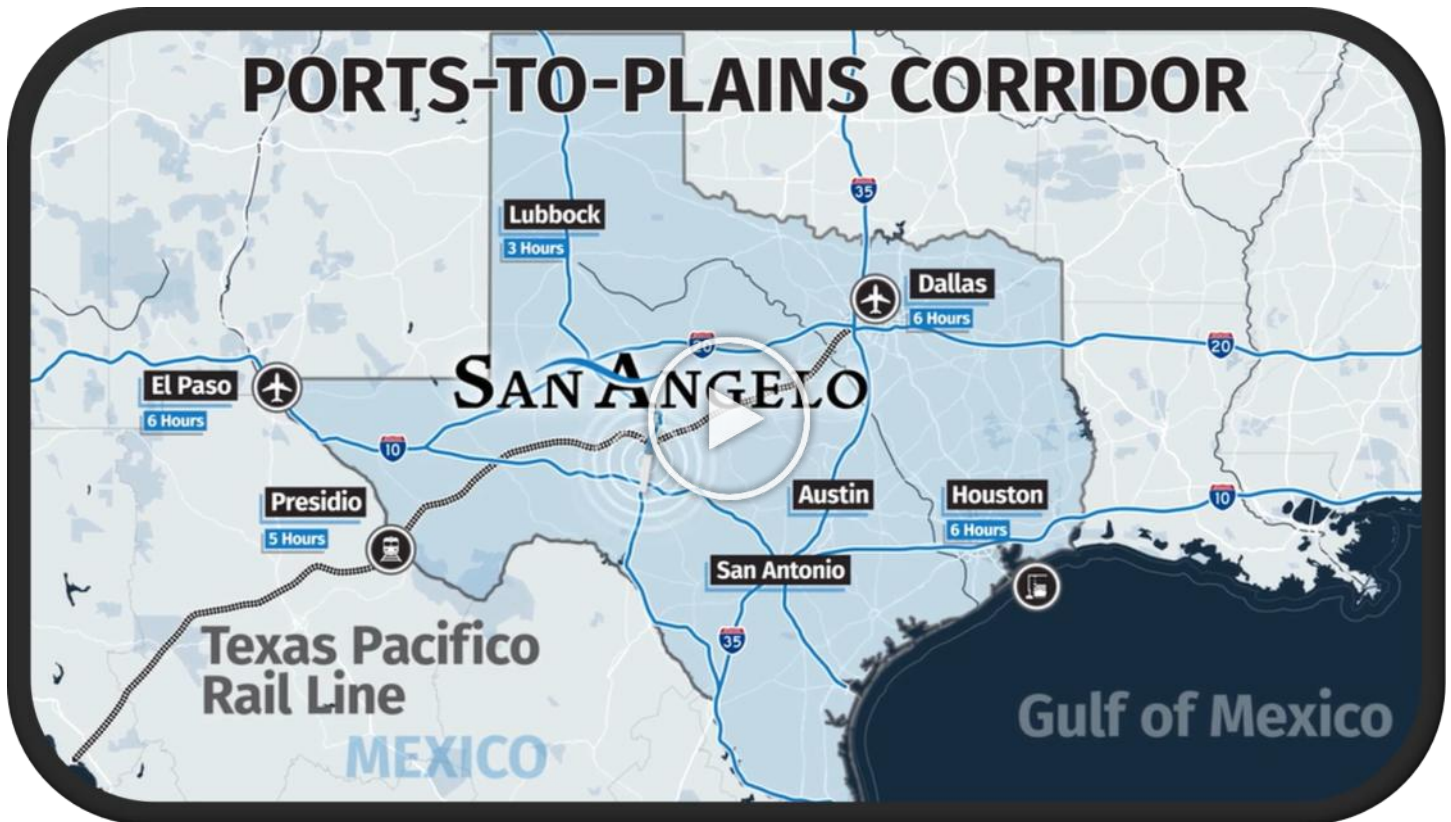 PORTS-TO-PLAINS CORRIDOR
35
Lubbock
3 Hours
Dallas
6 Hours
20
20
El Paso
6 Hours
SAN ANGELO
10
Presidio
5 Hours
Austin
Houston
6 Hours
10
San Antonio
35
Texas Pacifico
Rail Line
MEXICO
Gulf of Mexico